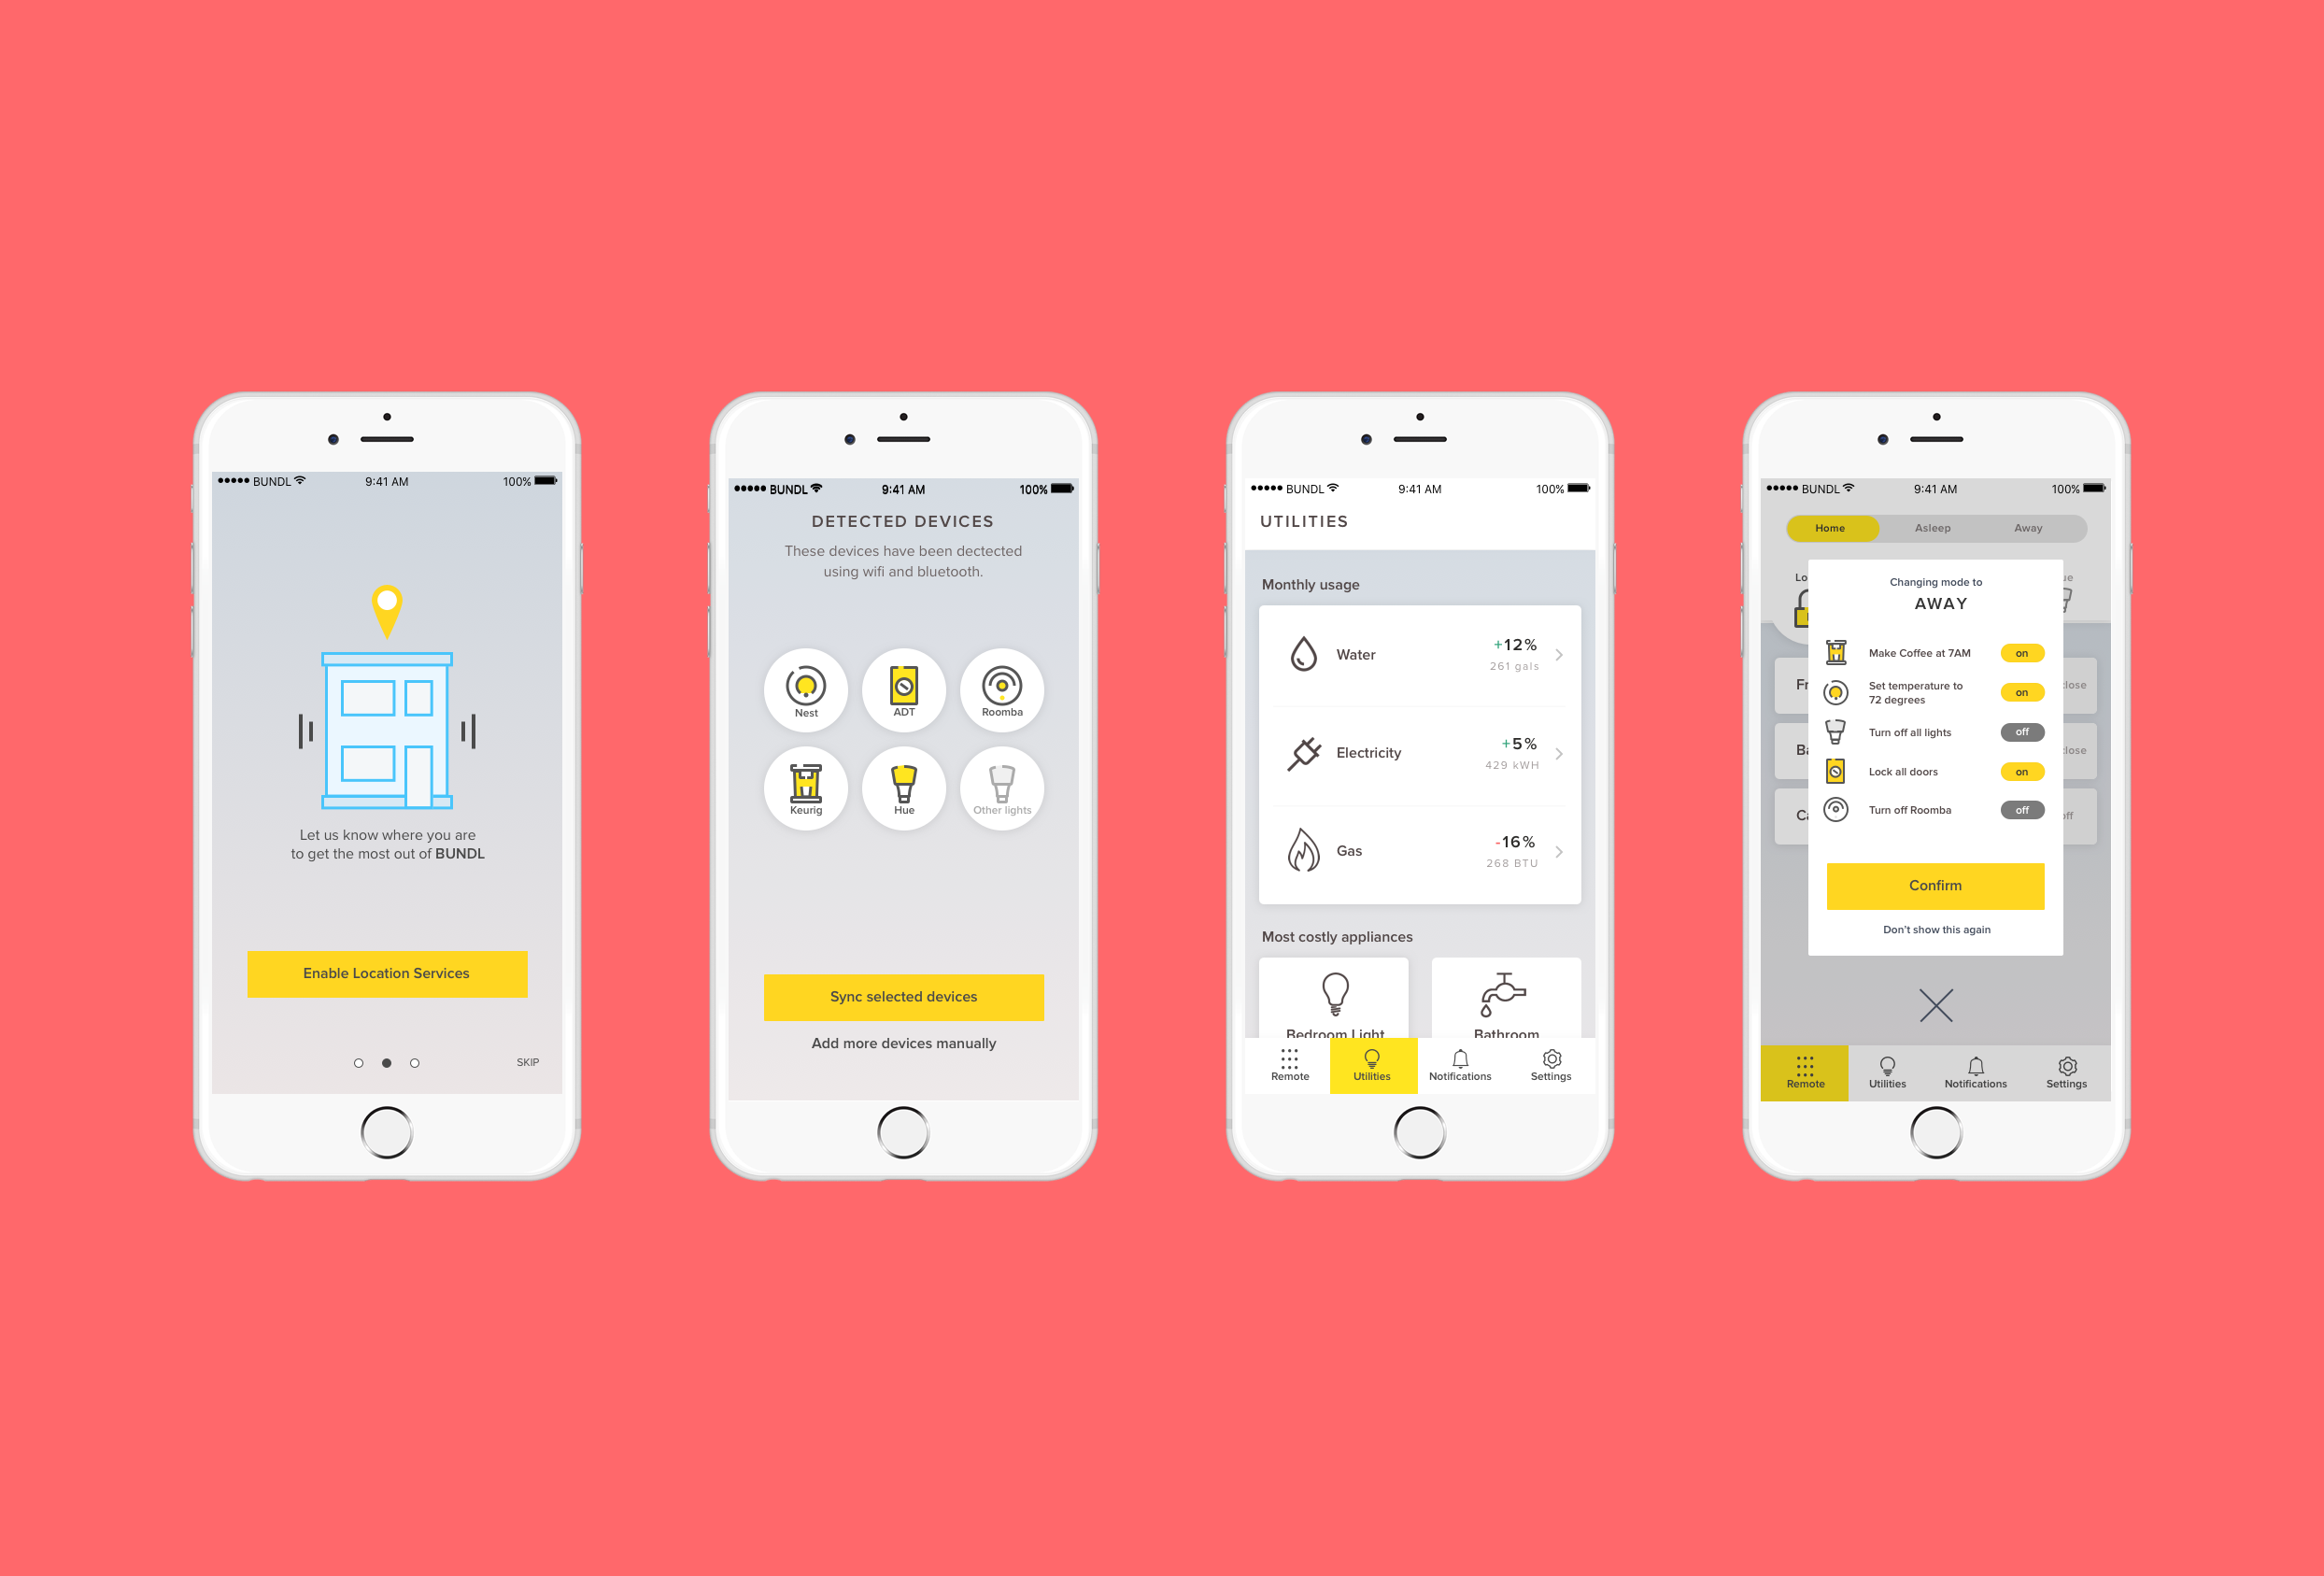 BUNDL
9:41 AM
100%
Let us know where you are
to get the most out of BUNDL
Enable Location Services
SKIP
BUNDL
9:41 AM
100%
DETECTED DEVICES
These devices have been dectected
using wifi and bluetooth.
Nest
ADT
Roomba
Keurig
Hue
Other lights
Sync selected devices
Add more devices manually
BUNDL
9:41 AM
100%
UTILITIES
Monthly usage
Water
+12%
261 gals
Electricity
+5%
429 kWH
Gas
-16%
268 BTU
Most costly appliances
Bedroom Light
Bathroom
Remote
Utilities
Notifications
Settings
BUNDL
9:41 AM
100%
Home
Asleep
Away
Changing mode to
AWAY
Make Coffee at 7AM
on
Set temperature to
72 degrees
on
Turn off all lights
off
Lock all doors
on
Turn off Roomba
off
Confirm
Don't show this again
Remote
Utilities
Notifications
Settings